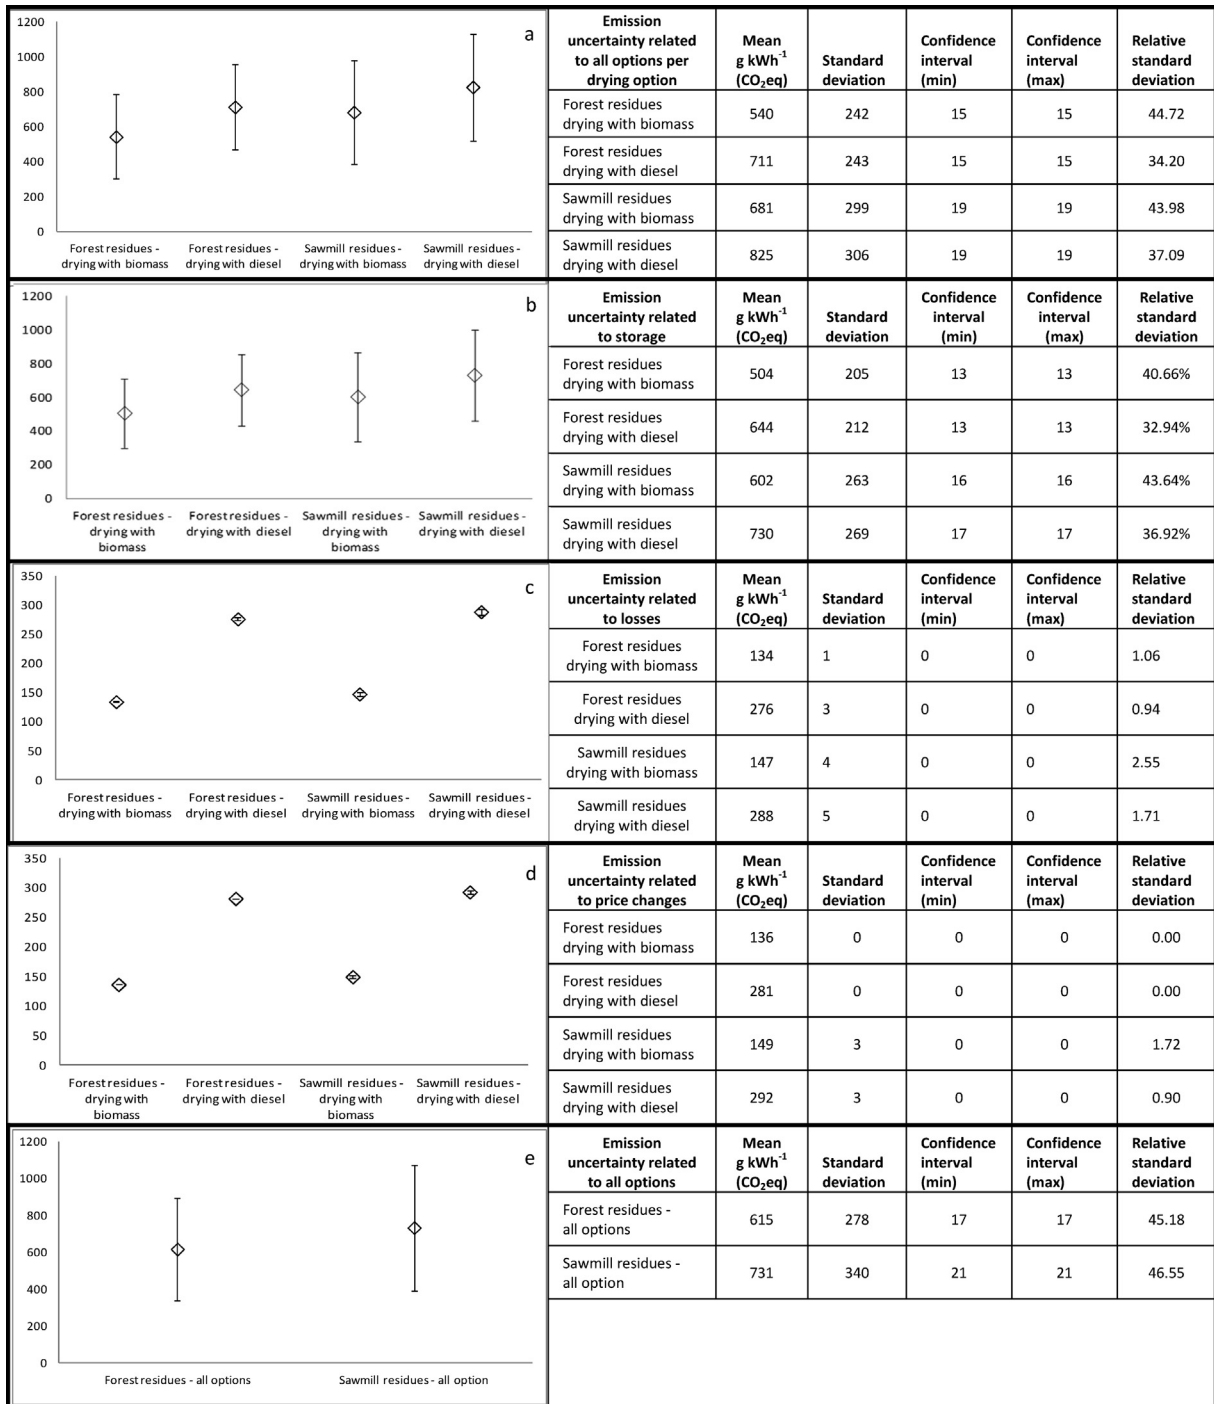 1200
1000
800
600
400
200
0
a
Forest residues -
drying with biomass
Forest residues -
drying with diesel
Sawmill residues -
drying with biomass
Sawmill residues -
drying with diesel
Emission
uncertainty related
to all options per
drying option
Mean
g kWh⁻¹
(CO₂eq)
Standard
deviation
Confidence
interval
(min)
Confidence
interval
(max)
Relative
standard
deviation
Forest residues
drying with biomass
540 242 15 15 44.72
Forest residues
drying with diesel
711 243 15 15 34.20
Sawmill residues
drying with biomass
681 299 19 19 43.98
Sawmill residues
drying with diesel
825 306 19 19 37.09
1200
1000
800
600
400
200
0
b
Forest residues -
drying with
biomass
Forest residues -
drying with diesel
Sawmill residues -
drying with
biomass
Sawmill residues -
drying with diesel
Emission
uncertainty related
to storage
Mean
g kWh⁻¹
(CO₂eq)
Standard
deviation
Confidence
interval
(min)
Confidence
interval
(max)
Relative
standard
deviation
Forest residues
drying with biomass
504 205 13 13 40.66%
Forest residues
drying with diesel
644 212 13 13 32.94%
Sawmill residues
drying with biomass
602 263 16 16 43.64%
Sawmill residues
drying with diesel
730 269 17 17 36.92%
350
300
250
200
150
100
50
0
c
Forest residues -
drying with biomass
Forest residues -
drying with diesel
Sawmill residues -
drying with biomass
Sawmill residues -
drying with diesel
Emission
uncertainty related
to losses
Mean
g kWh⁻¹
(CO₂eq)
Standard
deviation
Confidence
interval
(min)
Confidence
interval
(max)
Relative
standard
deviation
Forest residues
drying with biomass
134 1 0 0 1.06
Forest residues
drying with diesel
276 3 0 0 0.94
Sawmill residues
drying with biomass
147 4 0 0 2.55
Sawmill residues
drying with diesel
288 5 0 0 1.71
350
300
250
200
150
100
50
0
d
Forest residues -
drying with
biomass
Forest residues -
drying with diesel
Sawmill residues -
drying with
biomass
Sawmill residues -
drying with diesel
Emission
uncertainty related
to price changes
Mean
g kWh⁻¹
(CO₂eq)
Standard
deviation
Confidence
interval
(min)
Confidence
interval
(max)
Relative
standard
deviation
Forest residues
drying with biomass
136 0 0 0 0.00
Forest residues
drying with diesel
281 0 0 0 0.00
Sawmill residues
drying with biomass
149 3 0 0 1.72
Sawmill residues
drying with diesel
292 3 0 0 0.90
1200
1000
800
600
400
200
0
e
Forest residues - all options
Sawmill residues - all option
Emission
uncertainty related
to all options
Mean
g kWh⁻¹
(CO₂eq)
Standard
deviation
Confidence
interval
(min)
Confidence
interval
(max)
Relative
standard
deviation
Forest residues -
all options
615 278 17 17 45.18
Sawmill residues -
all option
731 340 21 21 46.55